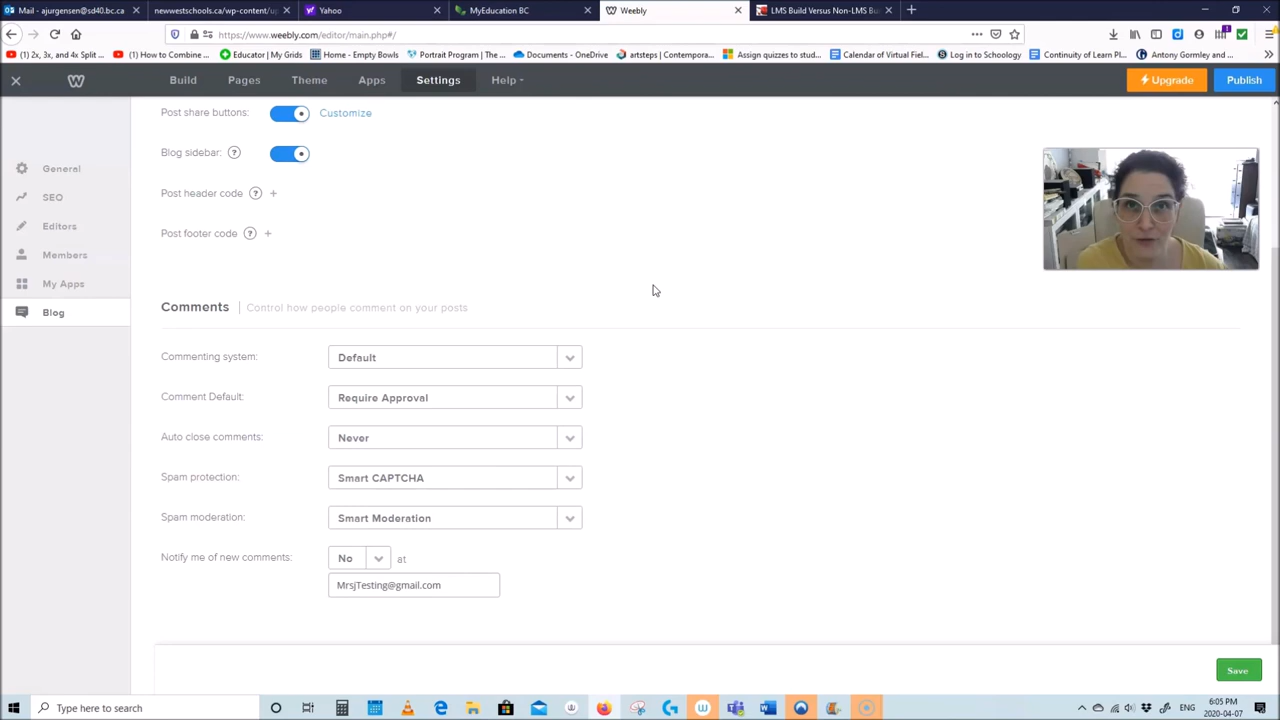 Mail - ajurgensen@sd40.bc.ca
newwestschools.ca/wp-content/u
Yahoo
MyEducation BC
Weebly
LMS Build Versus Non-LMS Bu
https://www.weebly.com/editor/main.php#/
(1) 2x, 3x, and 4x Split ...
How to Combine ...
Educator | My Grids
Home - Empty Bowls
Portrait Program | The ...
Documents - OneDrive
artsteps | Contempora...
Assign quizzes to stud...
Calendar of Virtual Fiel...
Log in to Schoology
Continuity of Learn Pl...
Antony Gormley and ...
Build
Pages
Theme
Apps
Settings
Help
Upgrade
Publish
Post share buttons:
Customize
Blog sidebar: ?
General
Post header code ? +
SEO
Editors
Post footer code ? +
Members
My Apps
Blog
Comments | Control how people comment on your posts
Commenting system: Default
Comment Default: Require Approval
Auto close comments: Never
Spam protection: Smart CAPTCHA
Spam moderation: Smart Moderation
Notify me of new comments: No at
MrsjTesting@gmail.com
Save
Type here to search
ENG
6:05 PM
2020-04-07